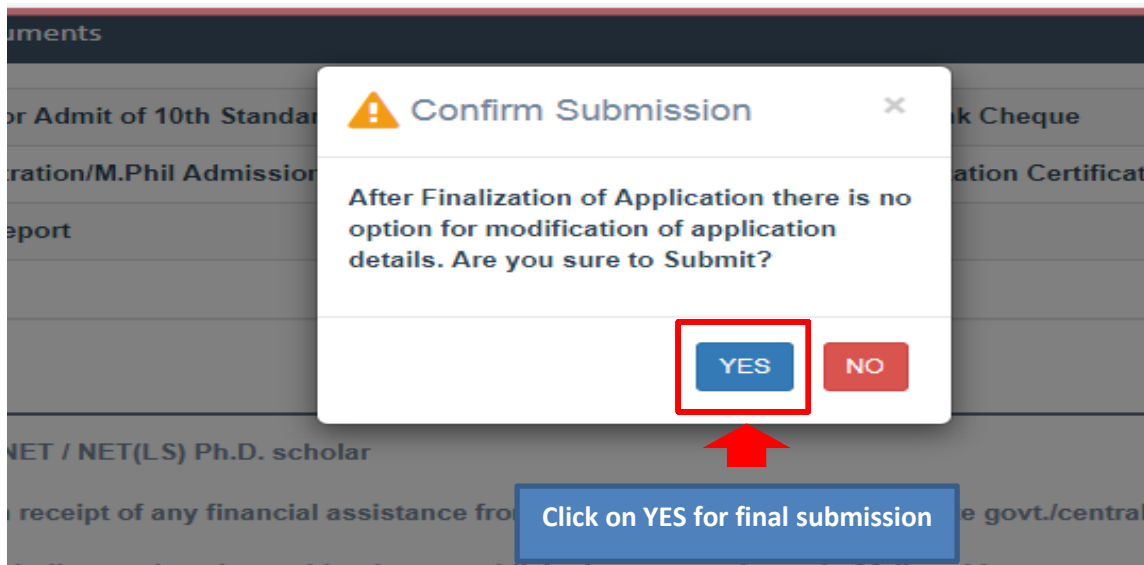 uments
Confirm Submission ×
or Admit of 10th Standar
k Cheque
tration/M.Phil Admission
ation Certificat
After Finalization of Application there is no
option for modification of application
details. Are you sure to Submit?
eport
YES NO
NET / NET(LS) Ph.D. scholar
receipt of any financial assistance fro
e govt./central
Click on YES for final submission